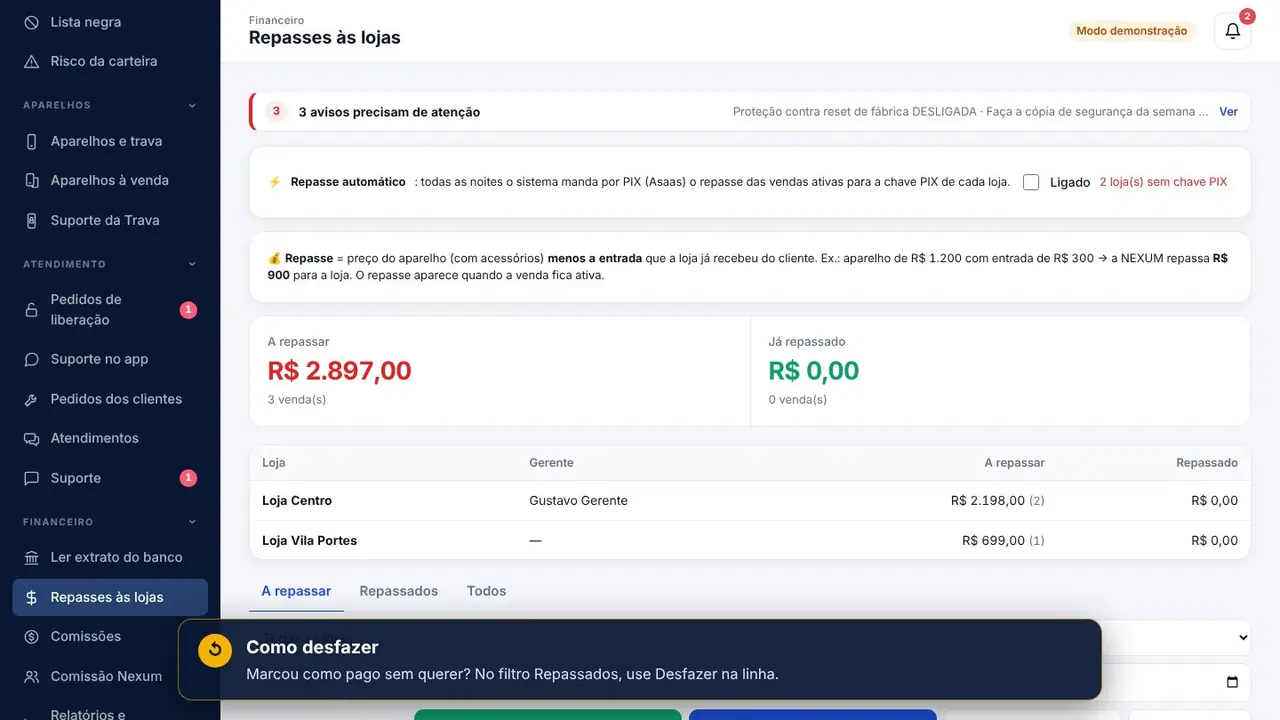 Lista negra
Risco da carteira
APARELHOS
Aparelhos e trava
Aparelhos à venda
Suporte da Trava
ATENDIMENTO
Pedidos de
liberação
1
Suporte no app
Pedidos dos clientes
Atendimentos
Suporte
1
FINANCEIRO
Ler extrato do banco
Repasses às lojas
Comissões
Comissão Nexum
Relatórios e
Financeiro
Repasses às lojas
Modo demonstração
2
3
3 avisos precisam de atenção
Proteção contra reset de fábrica DESLIGADA · Faça a cópia de segurança da semana ...
Ver
⚡ Repasse automático : todas as noites o sistema manda por PIX (Asaas) o repasse das vendas ativas para a chave PIX de cada loja.
Ligado
2 loja(s) sem chave PIX
💰 Repasse = preço do aparelho (com acessórios) menos a entrada que a loja já recebeu do cliente. Ex.: aparelho de R$ 1.200 com entrada de R$ 300 → a NEXUM repassa R$
900 para a loja. O repasse aparece quando a venda fica ativa.
A repassar
R$ 2.897,00
3 venda(s)
Já repassado
R$ 0,00
0 venda(s)
Loja Gerente A repassar Repassado
Loja Centro Gustavo Gerente R$ 2.198,00 (2) R$ 0,00
Loja Vila Portes — R$ 699,00 (1) R$ 0,00
A repassar Repassados Todos
Como desfazer
Marcou como pago sem querer? No filtro Repassados, use Desfazer na linha.